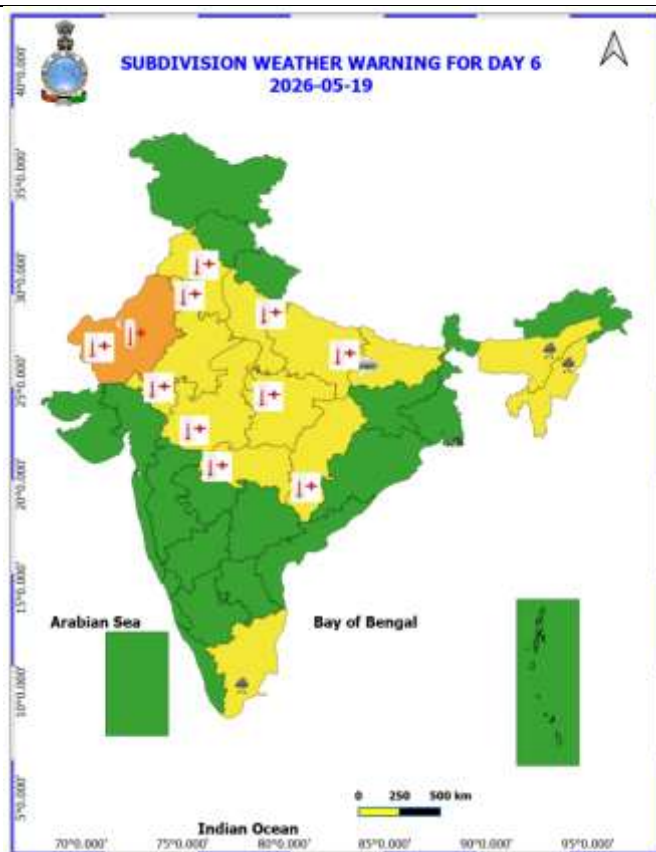 SUBDIVISION WEATHER WARNING FOR DAY 6
2026-05-19
40°0.000'
35°0.000'
30°0.000'
25°0.000'
20°0.000'
15°0.000'
10°0.000'
5°0.000'
Arabian Sea
Bay of Bengal
0 250 500 km
Indian Ocean
70°0.000' 75°0.000' 80°0.000' 85°0.000' 90°0.000' 95°0.000'